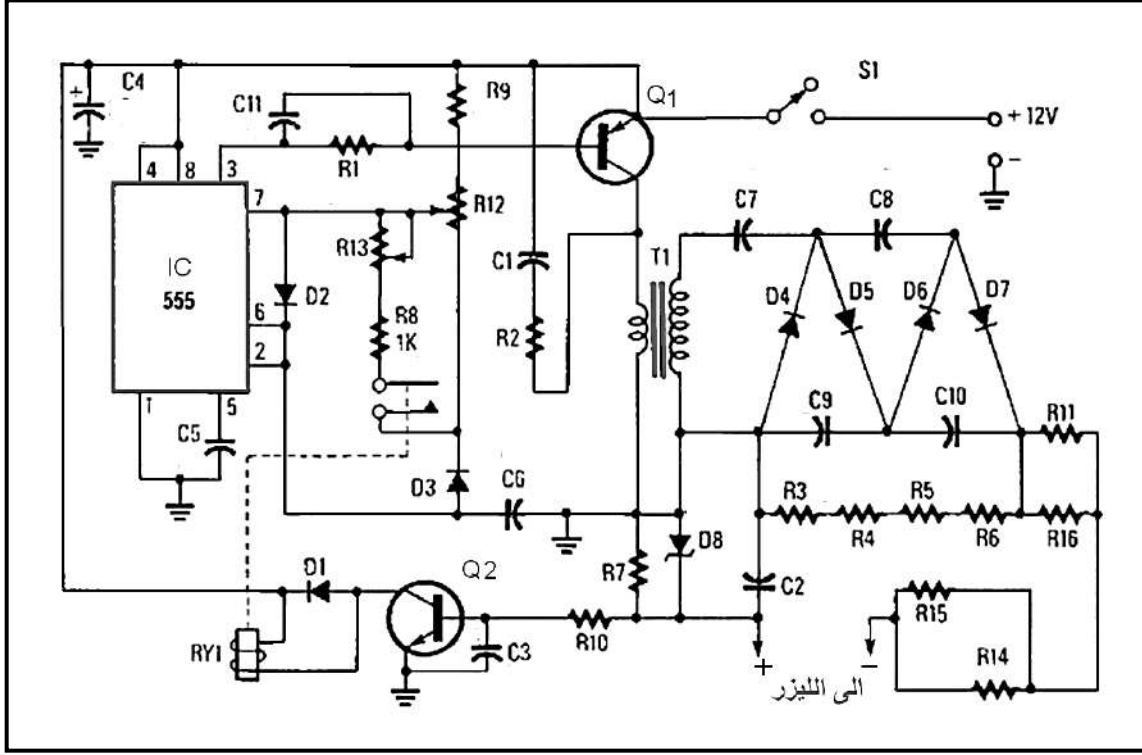 C4
+
C11
R1
R9
Q1
S1
+ 12V
-
4
8
3
7
R12
R13
IC
555
D2
6
2
R8
1K
C1
R2
T1
C7
C8
D4
D5
D6
D7
1
5
C5
C9
C10
R11
D3
C6
R3
R4
R5
R6
R16
D8
R7
C2
D1
Q2
RY1
C3
R10
R15
R14
+
-
الى الليزر